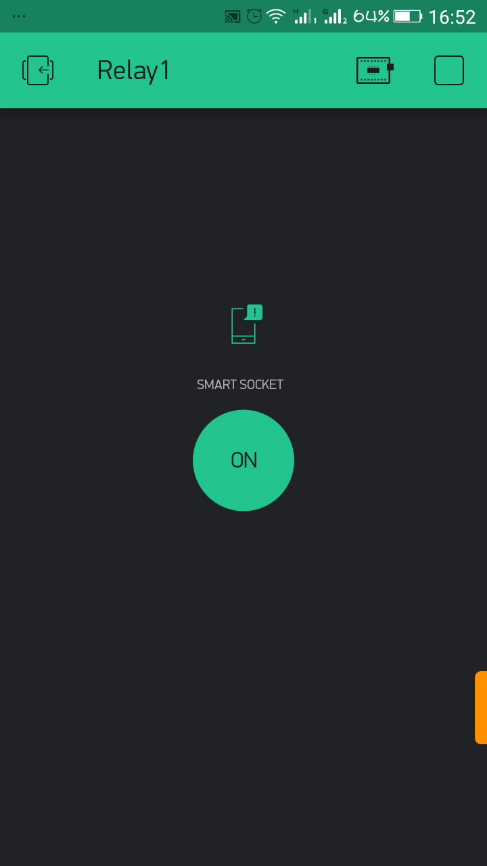 64% 16:52
Relay1
SMART SOCKET
ON